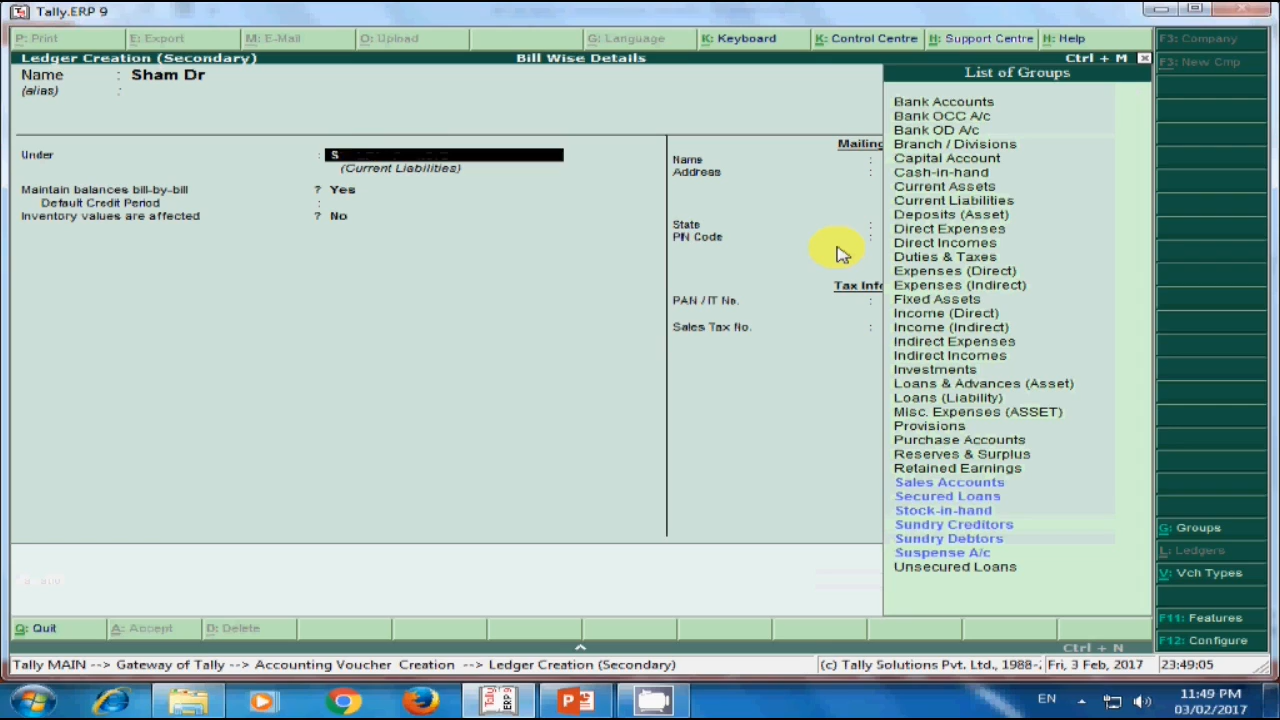 Tally.ERP 9
P: Print E: Export M: E-Mail O: Upload G: Language K: Keyboard K: Control Centre H: Support Centre H: Help F3: Company
F3: New Cmp
Ledger Creation (Secondary) Bill Wise Details Ctrl + M
Name : Sham Dr
(alias) :
Under : S
(Current Liabilities)
Maintain balances bill-by-bill ? Yes
Default Credit Period :
Inventory values are affected ? No
Mailing
Name :
Address :
State :
PIN Code :
Tax Info
PAN / IT No. :
Sales Tax No. :
List of Groups
Bank Accounts
Bank OCC A/c
Bank OD A/c
Branch / Divisions
Capital Account
Cash-in-hand
Current Assets
Current Liabilities
Deposits (Asset)
Direct Expenses
Direct Incomes
Duties & Taxes
Expenses (Direct)
Expenses (Indirect)
Fixed Assets
Income (Direct)
Income (Indirect)
Indirect Expenses
Indirect Incomes
Investments
Loans & Advances (Asset)
Loans (Liability)
Misc. Expenses (ASSET)
Provisions
Purchase Accounts
Reserves & Surplus
Retained Earnings
Sales Accounts
Secured Loans
Stock-in-hand
Sundry Creditors
Sundry Debtors
Suspense A/c
Unsecured Loans
G: Groups
L: Ledgers
V: Vch Types
F11: Features
F12: Configure
Q: Quit A: Accept D: Delete
Ctrl + N
Tally MAIN --> Gateway of Tally --> Accounting Voucher Creation --> Ledger Creation (Secondary) (c) Tally Solutions Pvt. Ltd., 1988-2 Fri, 3 Feb, 2017 23:49:05
Tally ERP 9
EN 11:49 PM
03/02/2017